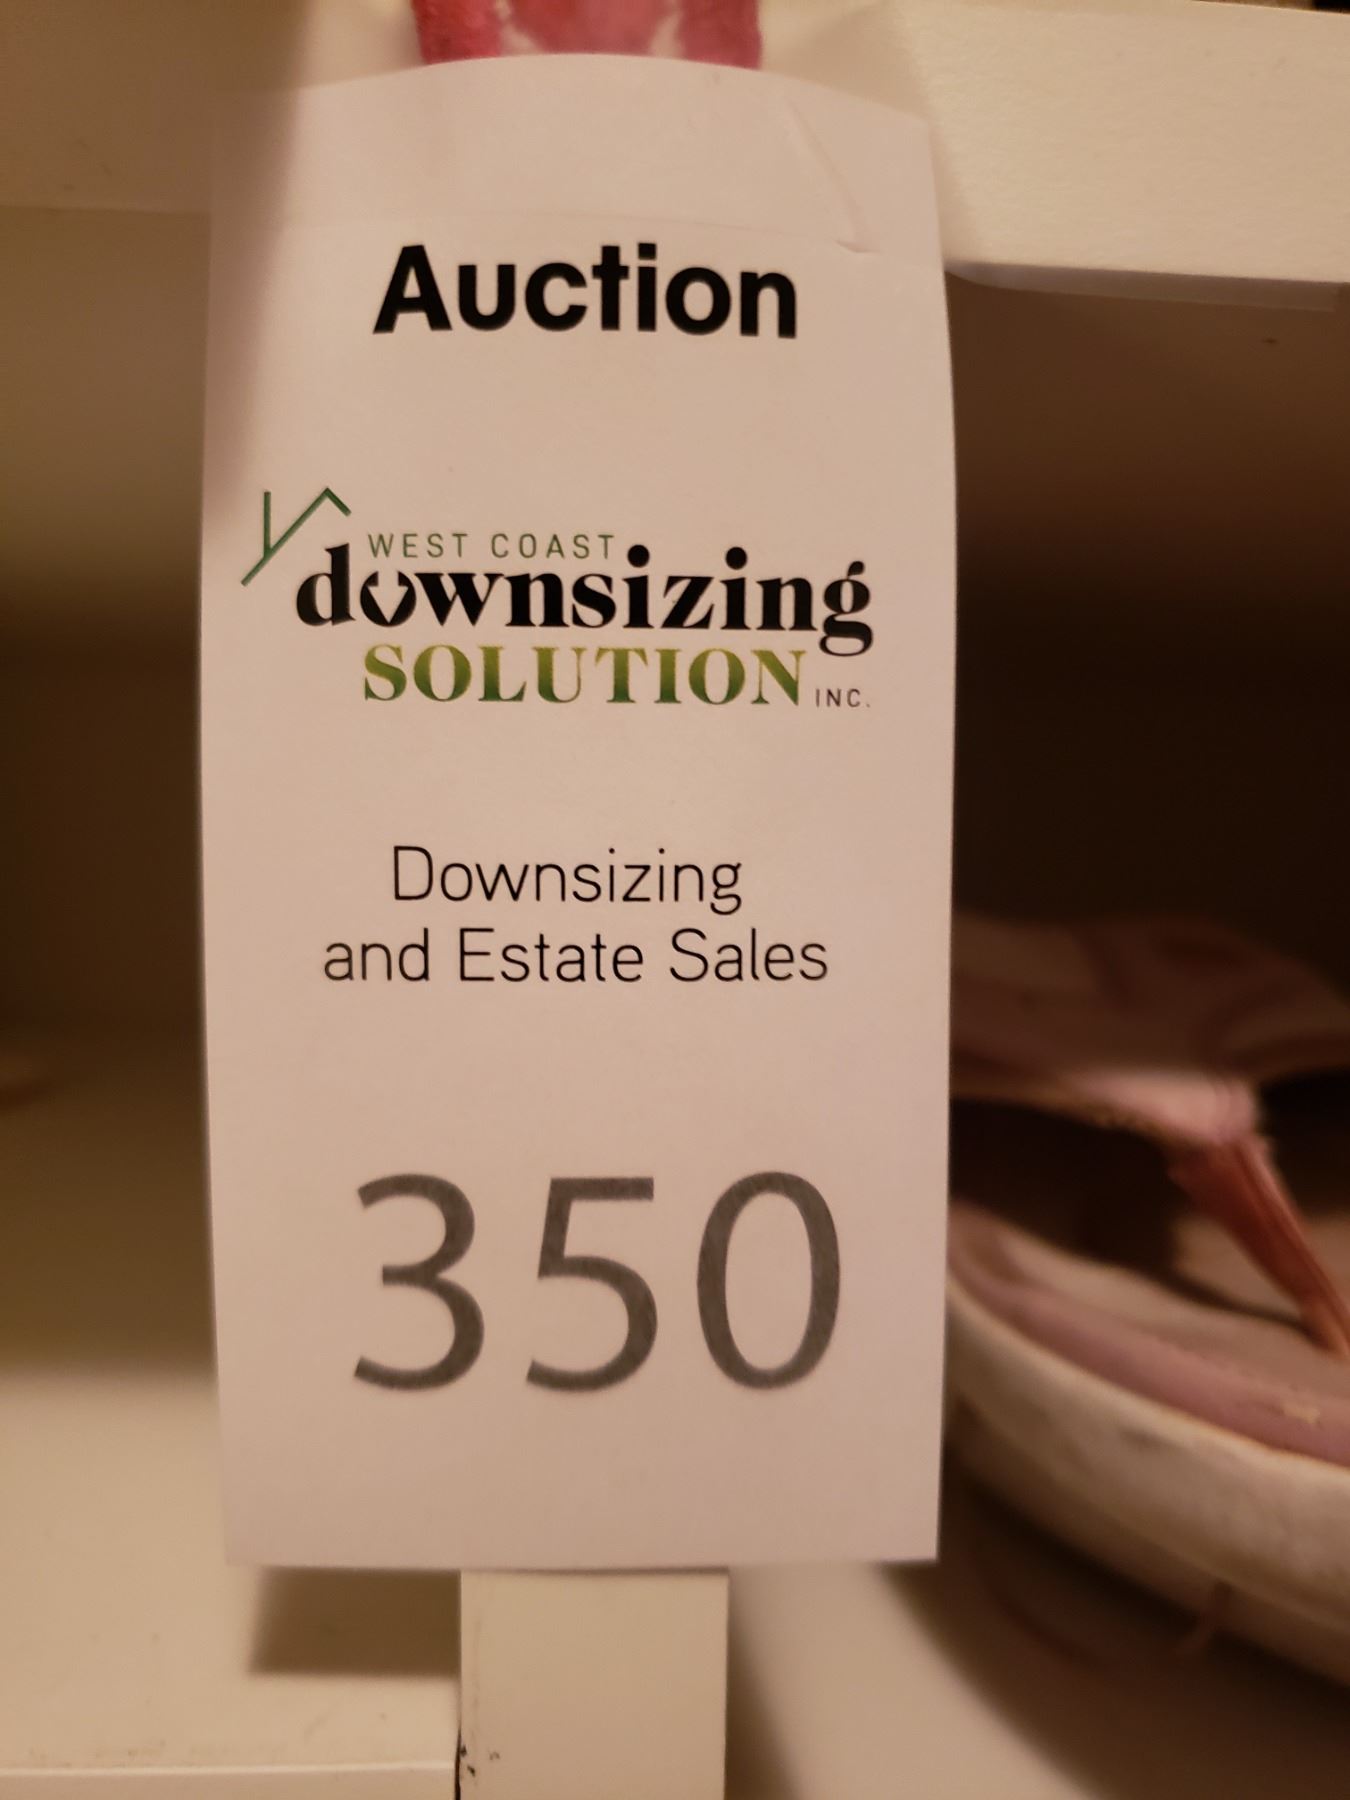 Auction
WEST COAST
downsizing
SOLUTION INC.
Downsizing
and Estate Sales
350